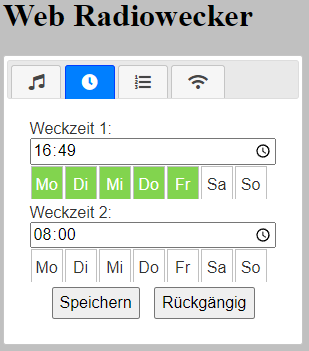 Web Radiowecker
Weckzeit 1:
16:49
Mo Di Mi Do Fr Sa So
Weckzeit 2:
08:00
Mo Di Mi Do Fr Sa So
Speichern Rückgängig